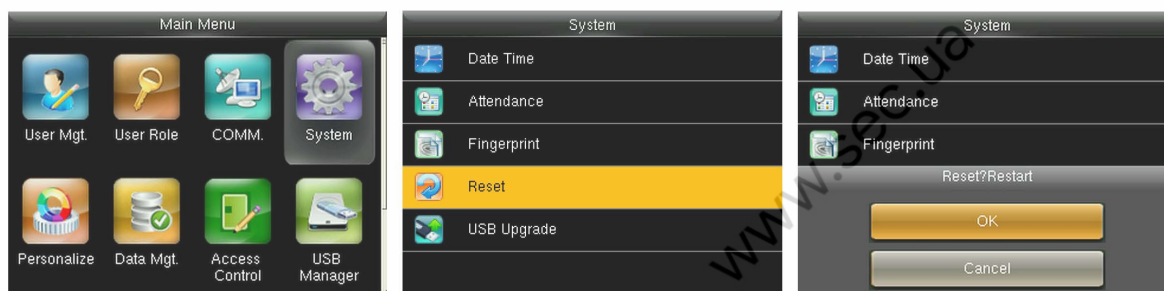 Main Menu
User Mgt.
User Role
COMM.
System
Personalize
Data Mgt.
Access
Control
USB
Manager
System
Date Time
Attendance
Fingerprint
Reset
USB Upgrade
System
Date Time
Attendance
Fingerprint
Reset?Restart
OK
Cancel
www.sec.ua